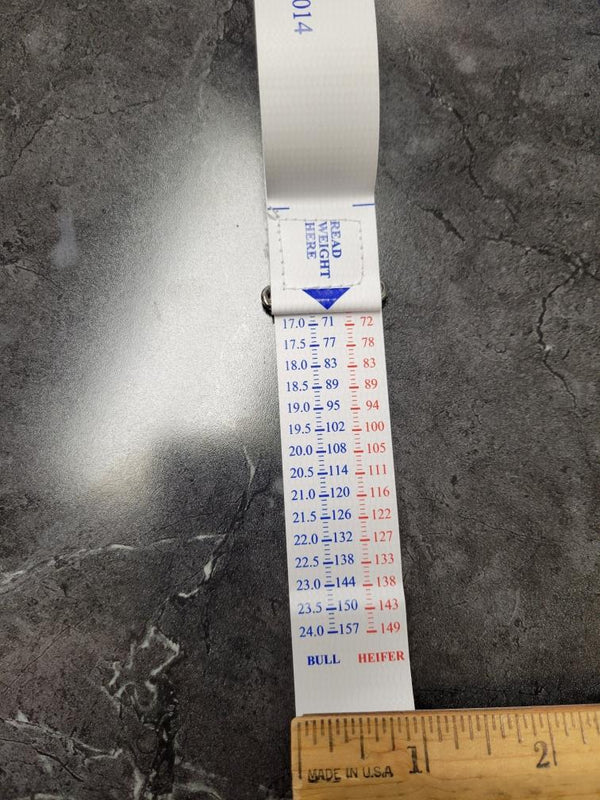 014
READ
WEIGHT
HERE
17.0 71 72
17.5 77 78
18.0 83 83
18.5 89 89
19.0 95 94
19.5 102 100
20.0 108 105
20.5 114 111
21.0 120 116
21.5 126 122
22.0 132 127
22.5 138 133
23.0 144 138
23.5 150 143
24.0 157 149
BULL HEIFER
1 2
MADE IN U.S.A